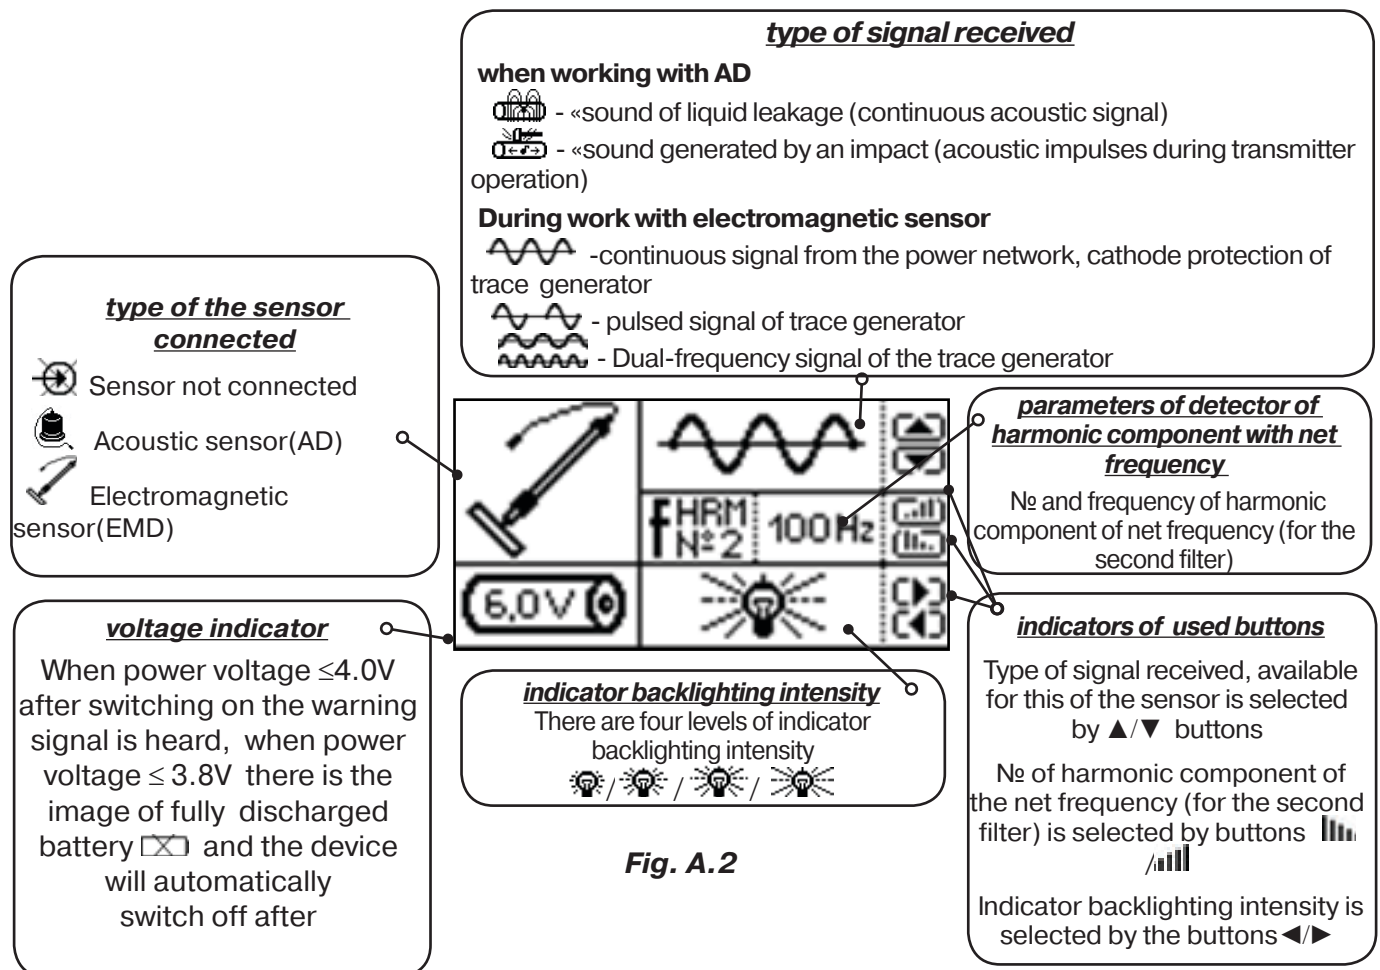 type of signal received
when working with AD
- «sound of liquid leakage (continuous acoustic signal)
- «sound generated by an impact (acoustic impulses during transmitter
operation)
During work with electromagnetic sensor
-continuous signal from the power network, cathode protection of
trace generator
- pulsed signal of trace generator
- Dual-frequency signal of the trace generator
type of the sensor
connected
Sensor not connected
Acoustic sensor(AD)
Electromagnetic
sensor(EMD)
f HRM
№ 2
100 Hz
6,0V
parameters of detector of
harmonic component with net
frequency
№ and frequency of harmonic
component of net frequency (for the
second filter)
voltage indicator
When power voltage ≤4.0V
after switching on the warning
signal is heard, when power
voltage ≤ 3.8V there is the
image of fully discharged
battery and the device
will automatically
switch off after
indicator backlighting intensity
There are four levels of indicator
backlighting intensity
/ / /
indicators of used buttons
Type of signal received, available
for this of the sensor is selected
by ▲/▼ buttons
№ of harmonic component of
the net frequency (for the second
filter) is selected by buttons
/
Indicator backlighting intensity is
selected by the buttons ◄/►
Fig. A.2